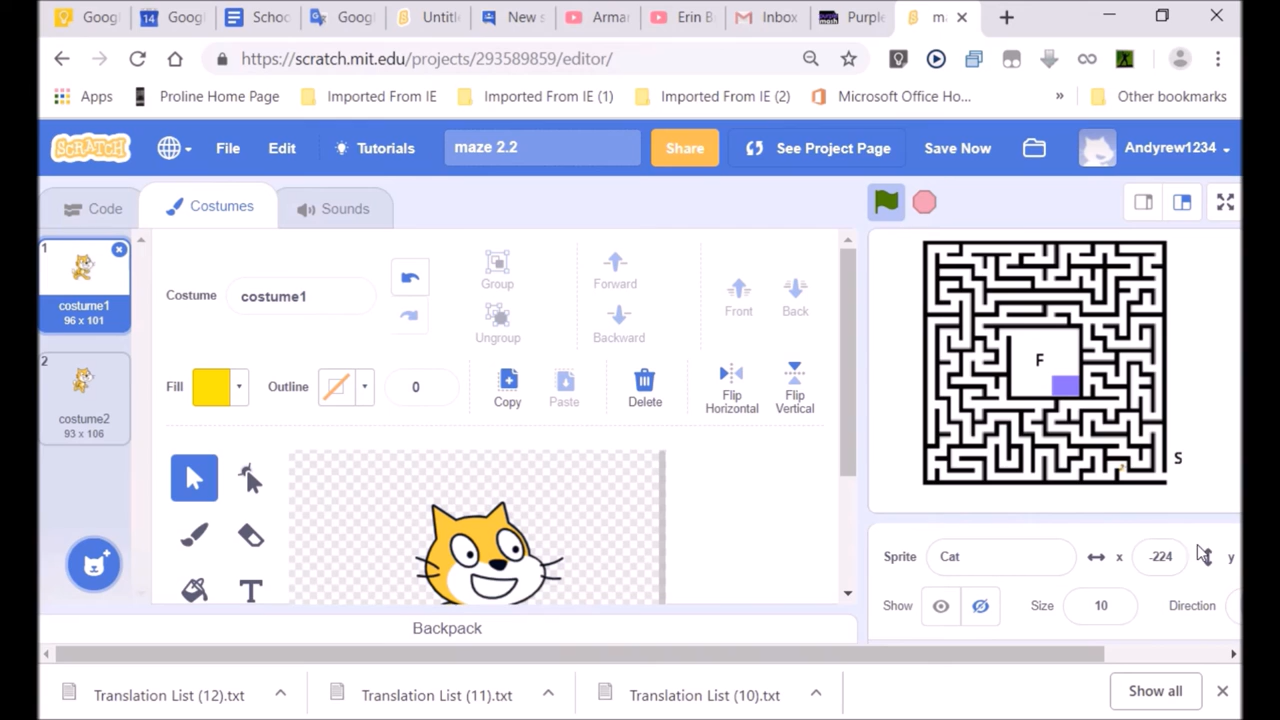 Googl
14 Googl
Schoo
Googl
Untitl
New s
Armar
Erin B
Inbox
Purple
m
https://scratch.mit.edu/projects/293589859/editor/
Apps Proline Home Page Imported From IE Imported From IE (1) Imported From IE (2) Microsoft Office Ho... » Other bookmarks
SCRATCH File Edit Tutorials maze 2.2 Share See Project Page Save Now Andyrew1234
Code Costumes Sounds
1
costume1
96 x 101
2
costume2
93 x 106
Costume costume1
Group
Ungroup
Forward
Backward
Front
Back
Fill Outline 0
Copy
Paste
Delete
Flip
Horizontal
Flip
Vertical
T
F
S
Sprite Cat x -224 y
Show Size 10 Direction
Backpack
Translation List (12).txt Translation List (11).txt Translation List (10).txt Show all